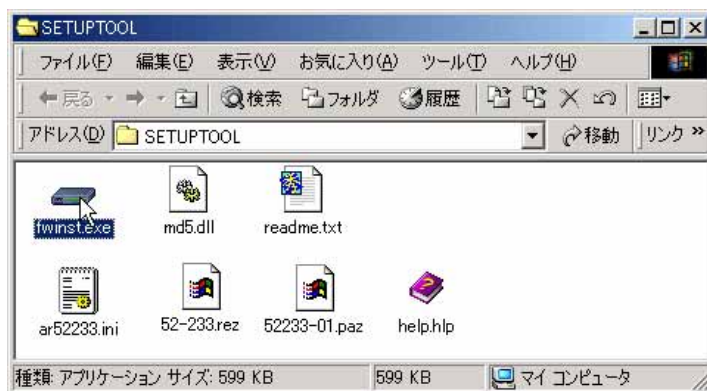 SETUPTOOL
ファイル(F) 編集(E) 表示(V) お気に入り(A) ツール(T) ヘルプ(H)
戻る 検索 フォルダ 履歴
アドレス(D) SETUPTOOL 移動 リンク »
fwinst.exe md5.dll readme.txt
ar52233.ini 52-233.rez 52233-01.paz help.hlp
種類: アプリケーション サイズ: 599 KB 599 KB マイ コンピュータ